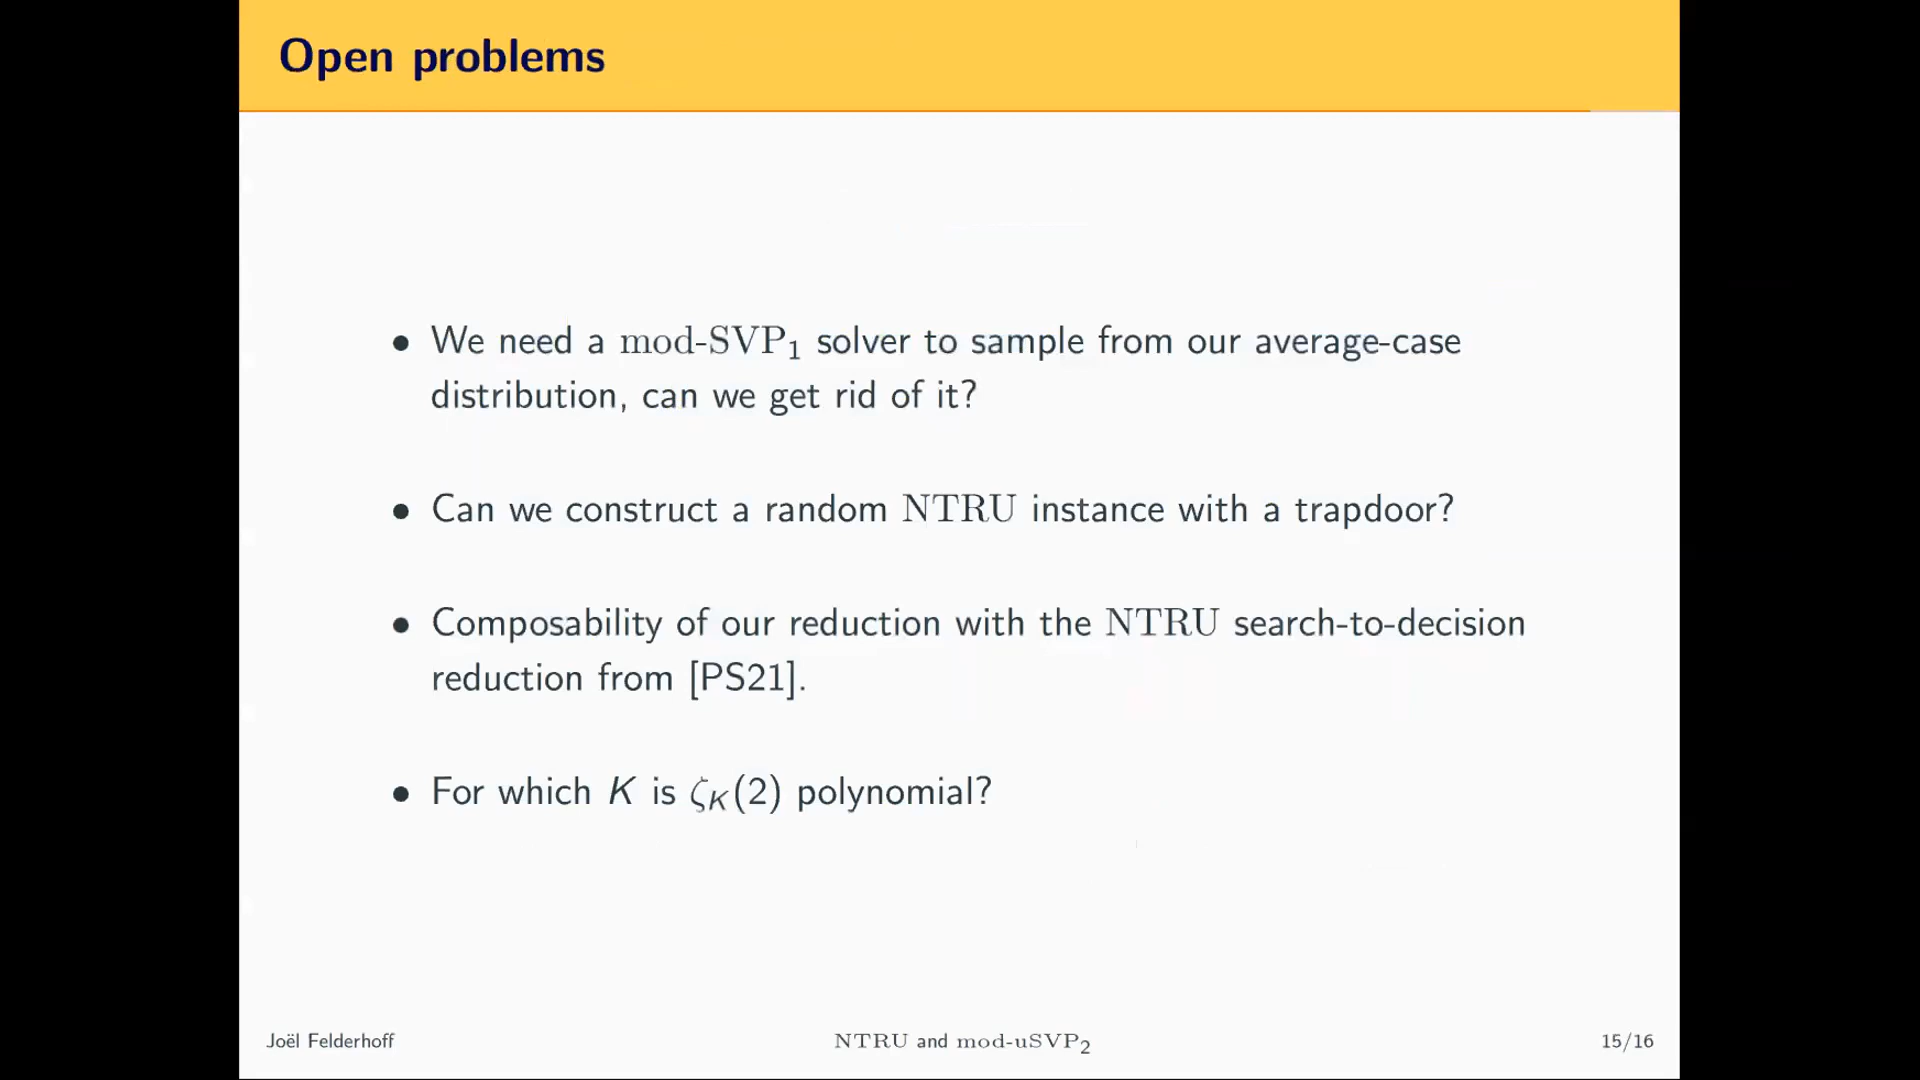 Open problems
• We need a mod-SVP₁ solver to sample from our average-case
distribution, can we get rid of it?
• Can we construct a random NTRU instance with a trapdoor?
• Composability of our reduction with the NTRU search-to-decision
reduction from [PS21].
• For which K is ζ_K(2) polynomial?
Joël Felderhoff NTRU and mod-uSVP₂ 15/16